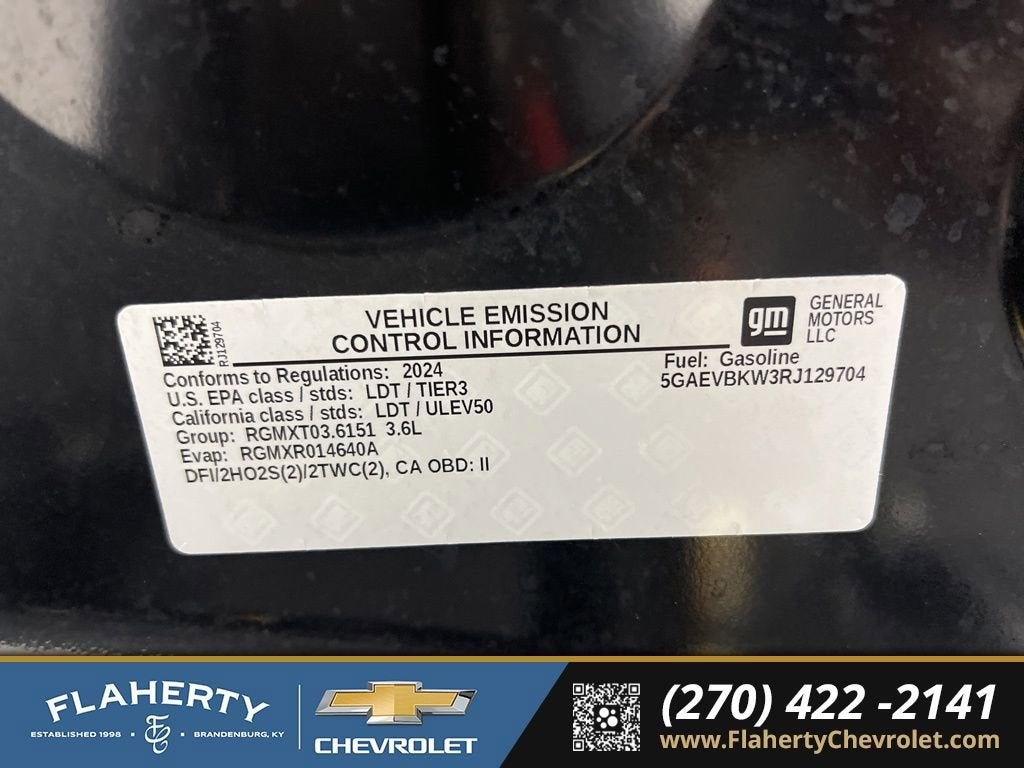 RJ129704
VEHICLE EMISSION
CONTROL INFORMATION
gm
GENERAL
MOTORS
LLC
Conforms to Regulations: 2024
U.S. EPA class / stds: LDT / TIER3
California class / stds: LDT / ULEV50
Group: RGMXT03.6151 3.6L
Evap: RGMXR014640A
DFI/2HO2S(2)/2TWC(2), CA OBD: II
Fuel: Gasoline
5GAEVBKW3RJ129704
FLAHERTY
ESTABLISHED 1998 • FC • BRANDENBURG, KY
CHEVROLET
(270) 422 -2141
www.FlahertyChevrolet.com